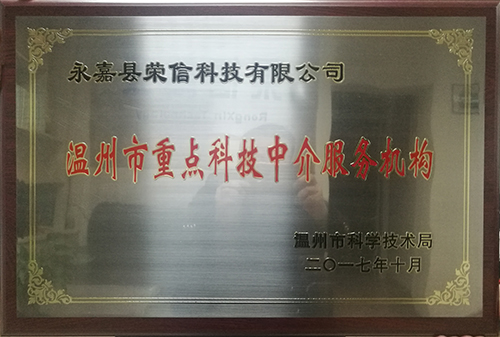 永嘉县荣信科技有限公司
温州市重点科技中介服务机构
温州市科学技术局
二〇一七年十月